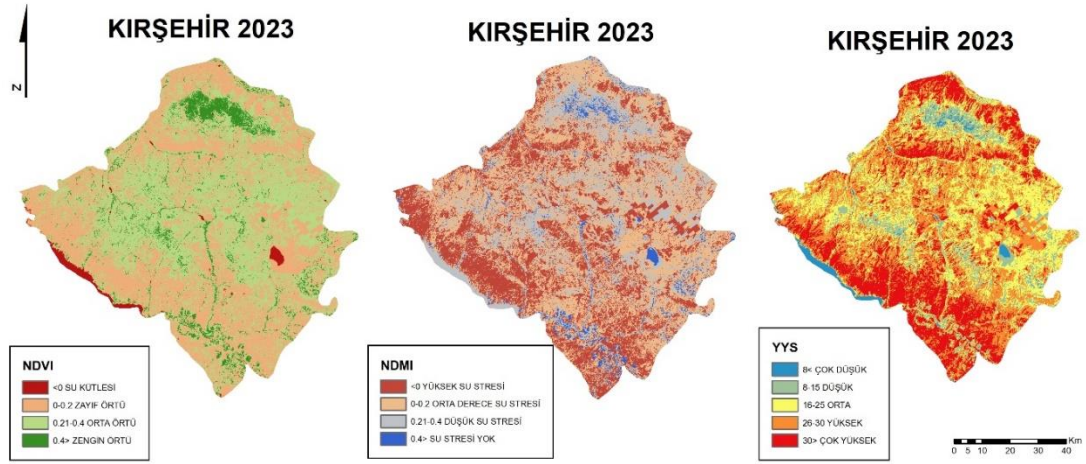 KIRŞEHİR 2023
KIRŞEHİR 2023
KIRŞEHİR 2023
N
NDVI
<0 SU KÜTLESİ
0-0.2 ZAYIF ÖRTÜ
0.21-0.4 ORTA ÖRTÜ
0.4> ZENGİN ÖRTÜ
NDMI
<0 YÜKSEK SU STRESİ
0-0.2 ORTA DERECE SU STRESİ
0.21-0.4 DÜŞÜK SU STRESİ
0.4> SU STRESİ YOK
YYS
8< ÇOK DÜŞÜK
8-15 DÜŞÜK
16-25 ORTA
26-30 YÜKSEK
30> ÇOK YÜKSEK
0 5 10 20 30 40 Km